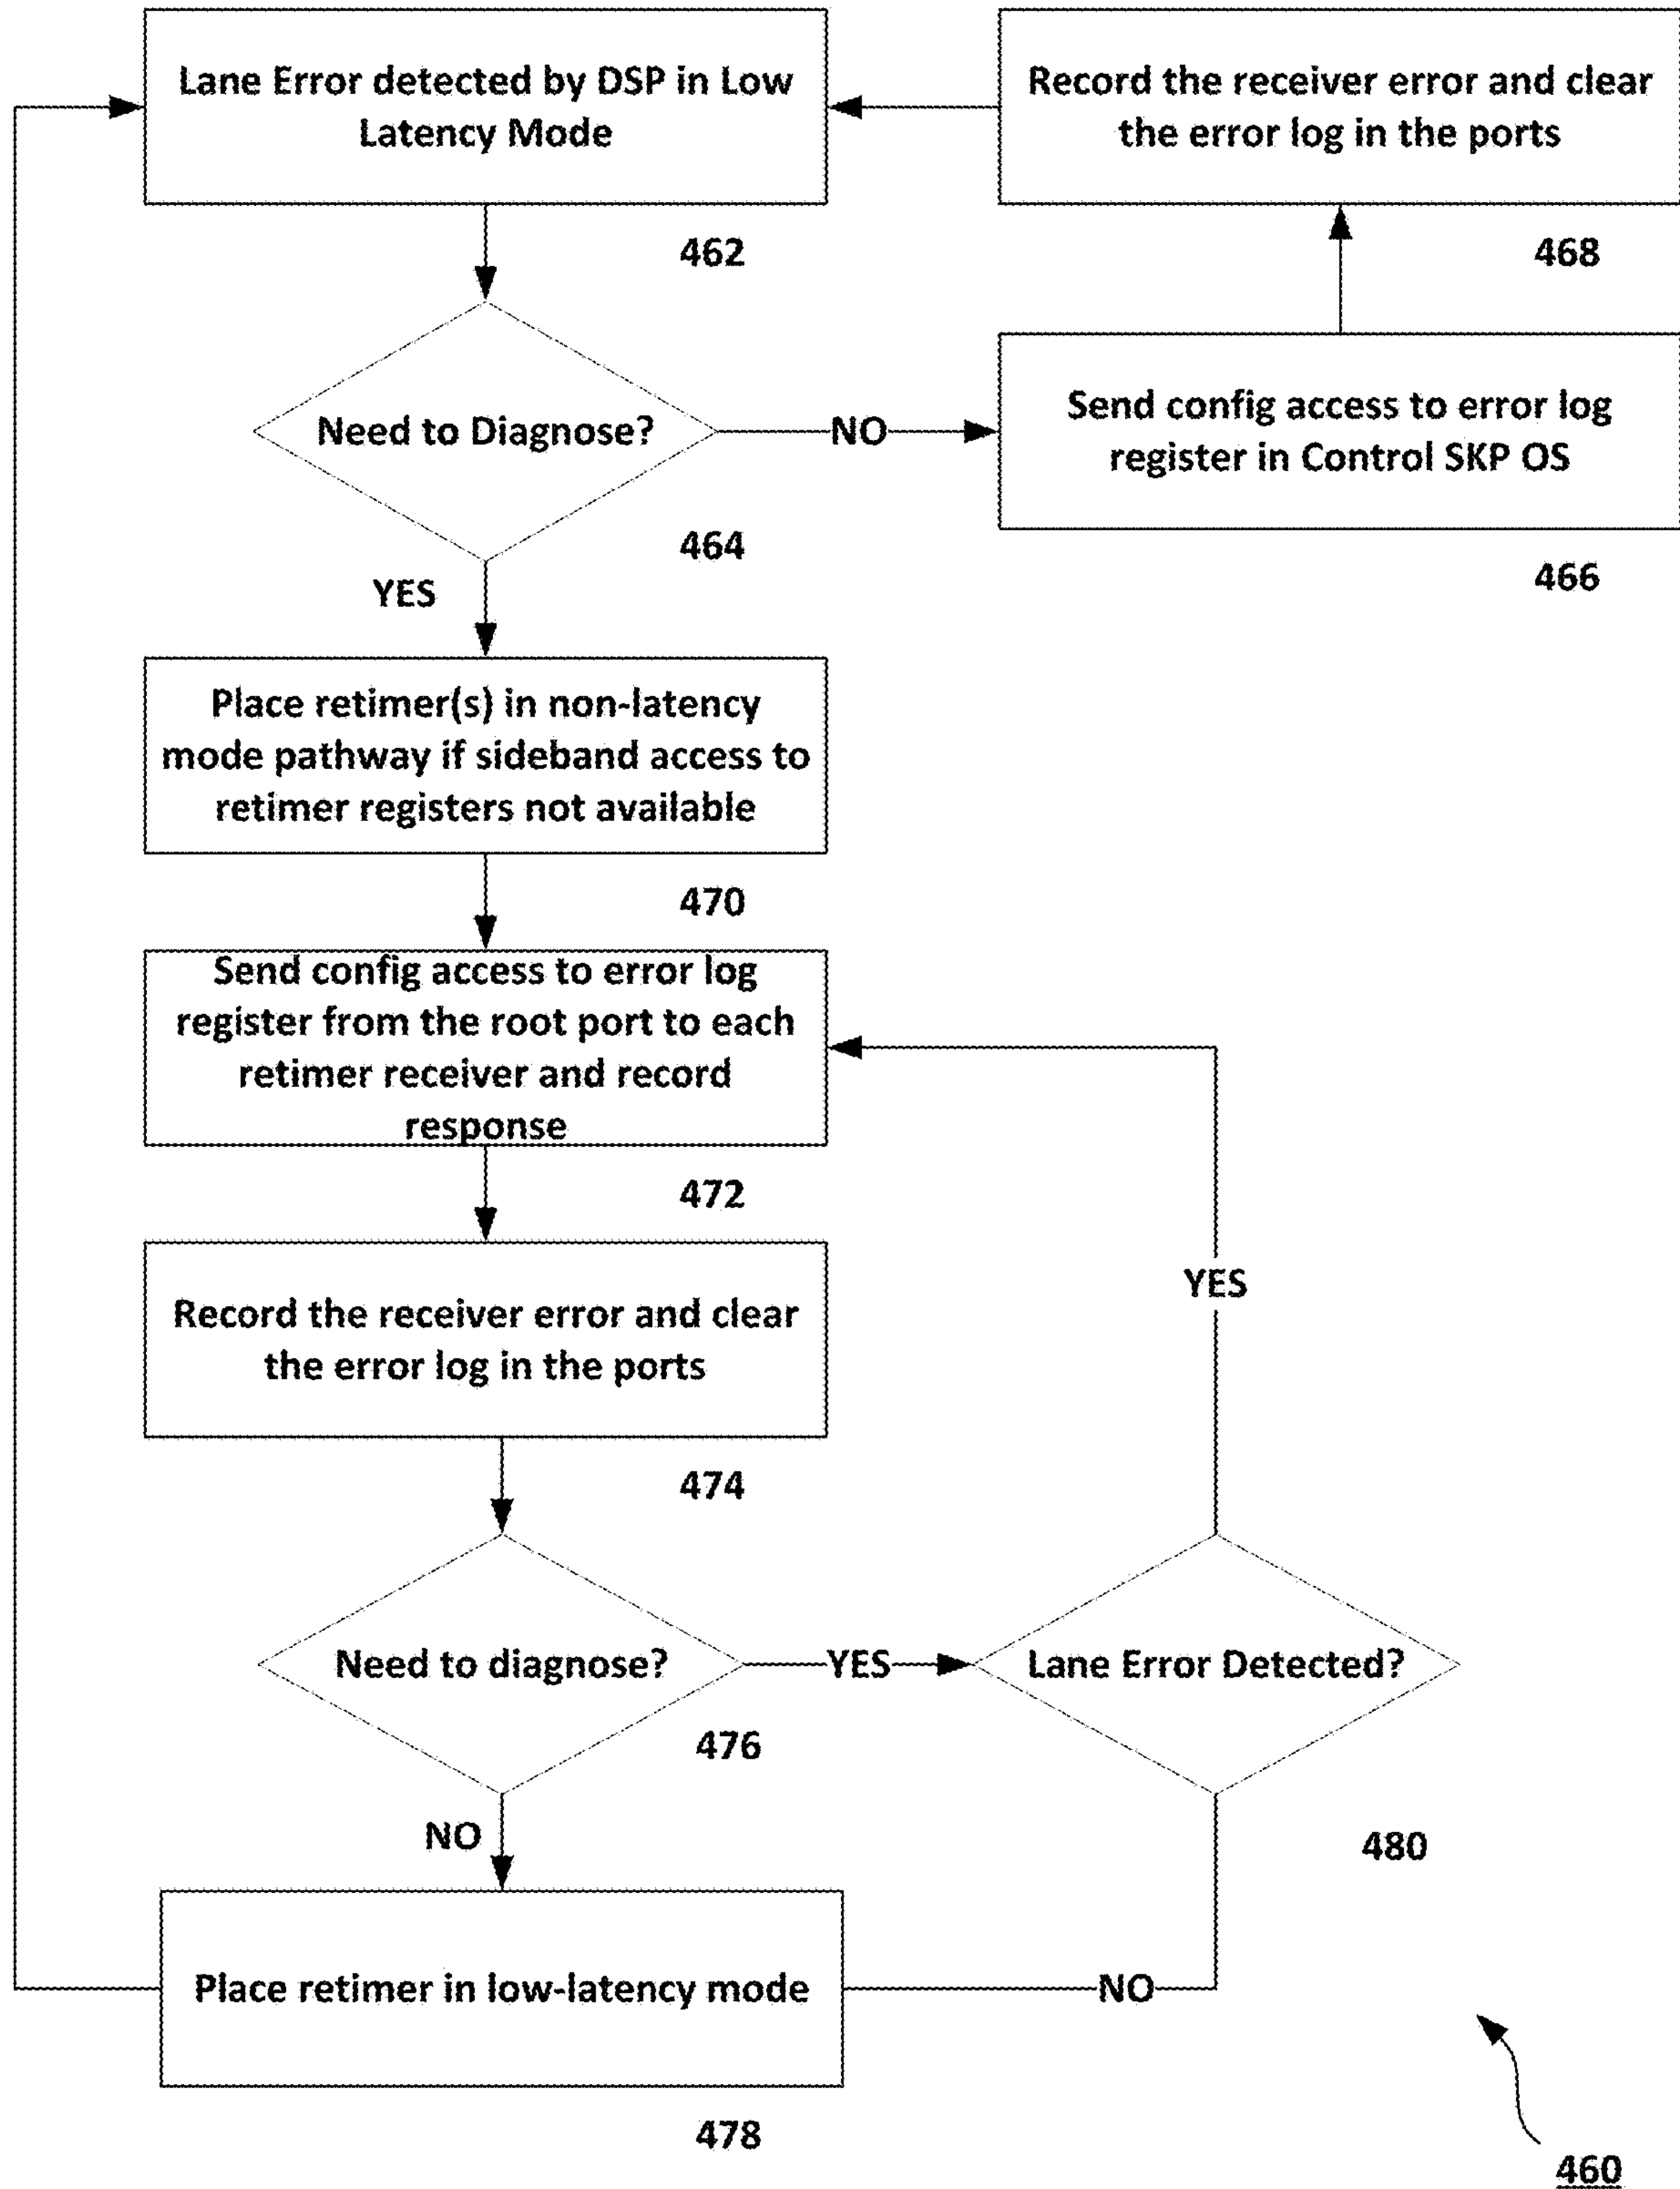 Lane Error detected by DSP in Low
Latency Mode
462
Record the receiver error and clear
the error log in the ports
468
Need to Diagnose?
464
NO
Send config access to error log
register in Control SKP OS
466
YES
Place retimer(s) in non-latency
mode pathway if sideband access to
retimer registers not available
470
Send config access to error log
register from the root port to each
retimer receiver and record
response
472
Record the receiver error and clear
the error log in the ports
474
Need to diagnose?
476
YES
Lane Error Detected?
480
YES
NO
NO
Place retimer in low-latency mode
478
460